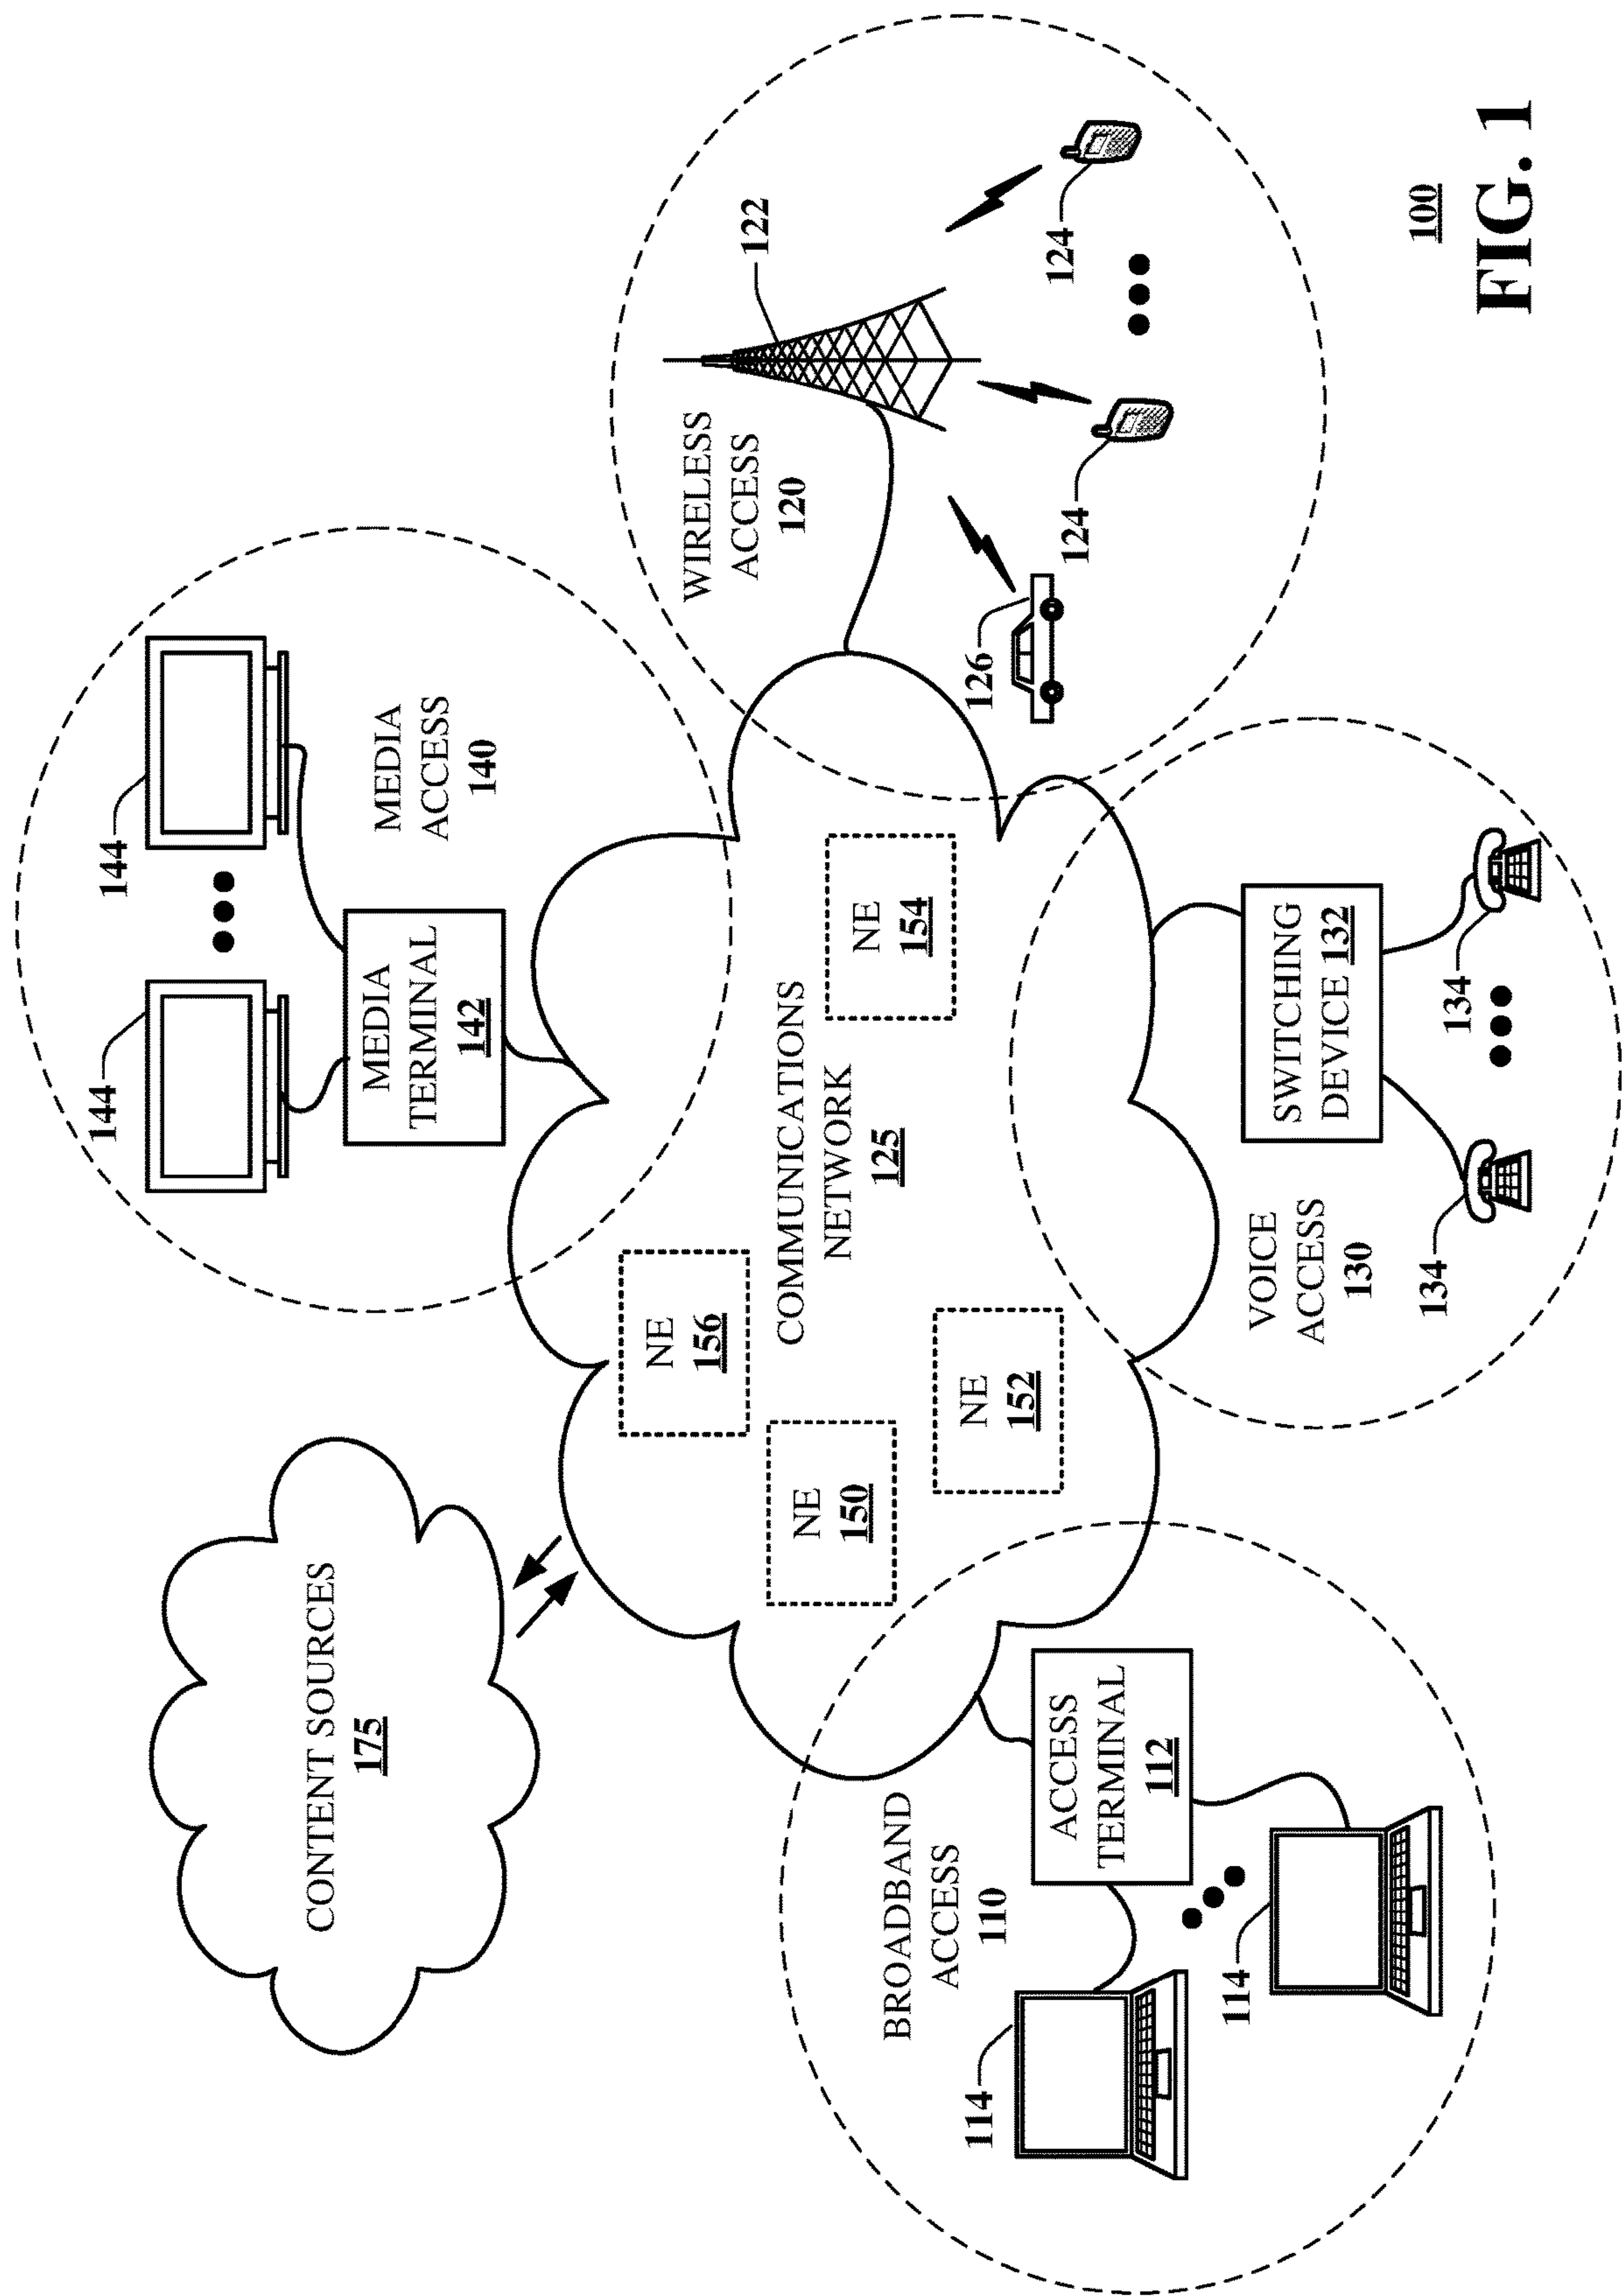 144
144
MEDIA
TERMINAL
142
MEDIA
ACCESS
140
CONTENT SOURCES
175
WIRELESS
ACCESS
120
122
124
124
126
NE
156
NE
150
NE
152
NE
154
COMMUNICATIONS
NETWORK
125
BROADBAND
ACCESS
110
ACCESS
TERMINAL
112
114
114
VOICE
ACCESS
130
SWITCHING
DEVICE 132
134
134
100
FIG. 1